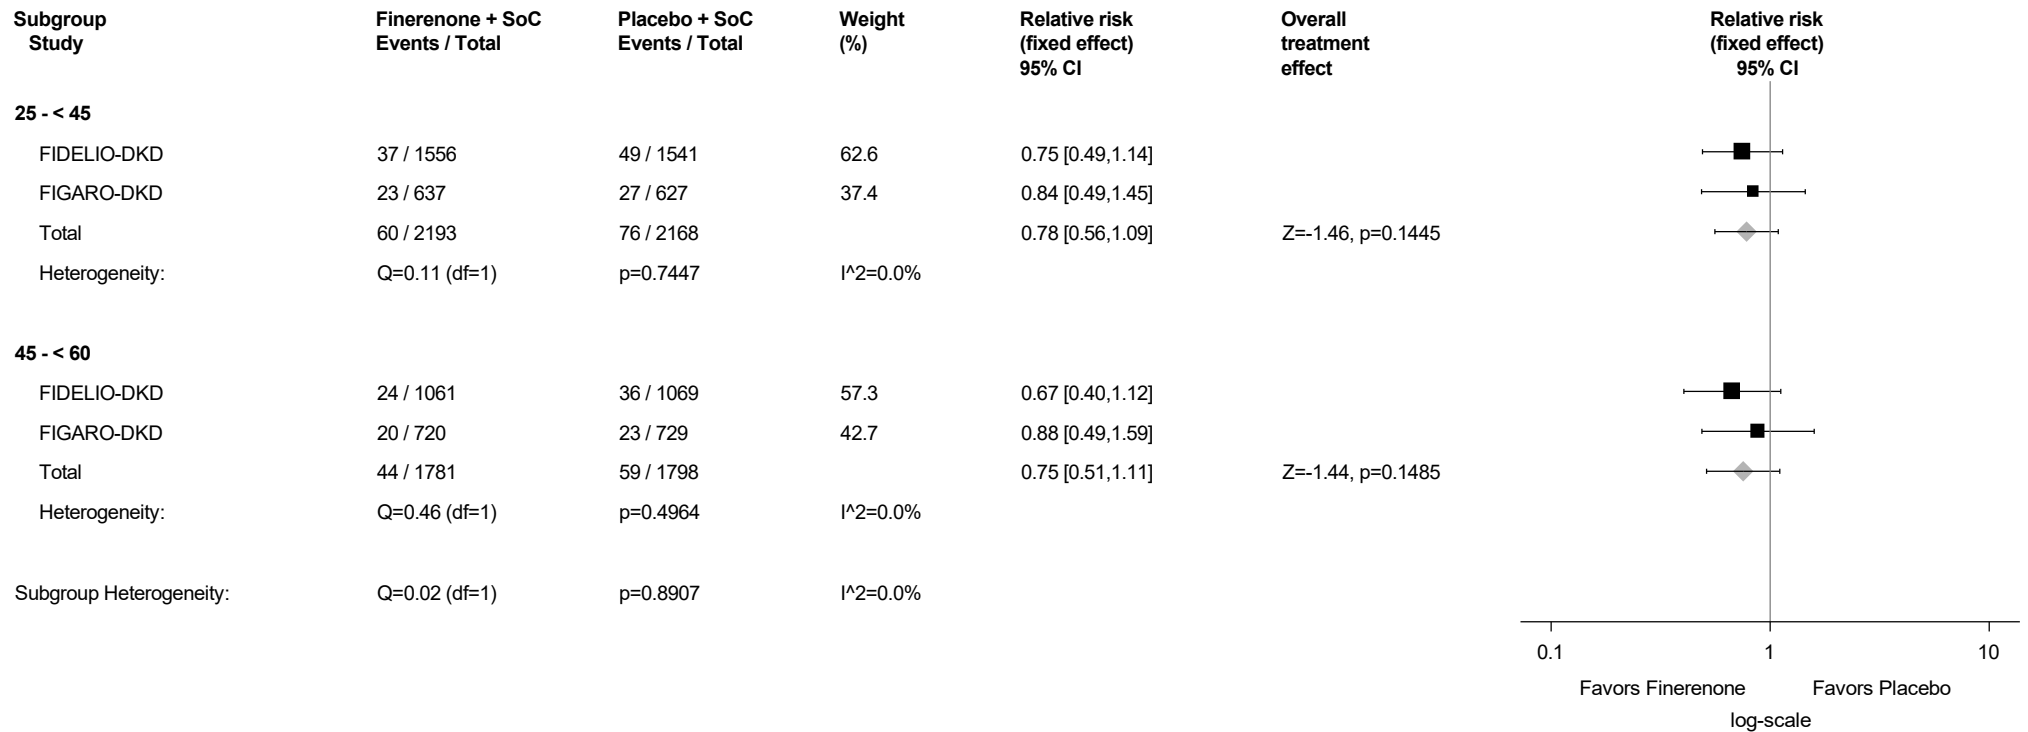 Subgroup Finerenone + SoC Placebo + SoC Weight Relative risk Overall Relative risk
Study Events / Total Events / Total (%) (fixed effect) treatment (fixed effect)
95% CI effect 95% CI
25 - < 45
FIDELIO-DKD 37 / 1556 49 / 1541 62.6 0.75 [0.49,1.14]
FIGARO-DKD 23 / 637 27 / 627 37.4 0.84 [0.49,1.45]
Total 60 / 2193 76 / 2168 0.78 [0.56,1.09] Z=-1.46, p=0.1445
Heterogeneity: Q=0.11 (df=1) p=0.7447 I^2=0.0%
45 - < 60
FIDELIO-DKD 24 / 1061 36 / 1069 57.3 0.67 [0.40,1.12]
FIGARO-DKD 20 / 720 23 / 729 42.7 0.88 [0.49,1.59]
Total 44 / 1781 59 / 1798 0.75 [0.51,1.11] Z=-1.44, p=0.1485
Heterogeneity: Q=0.46 (df=1) p=0.4964 I^2=0.0%
Subgroup Heterogeneity: Q=0.02 (df=1) p=0.8907 I^2=0.0%
0.1 1 10
Favors Finerenone Favors Placebo
log-scale